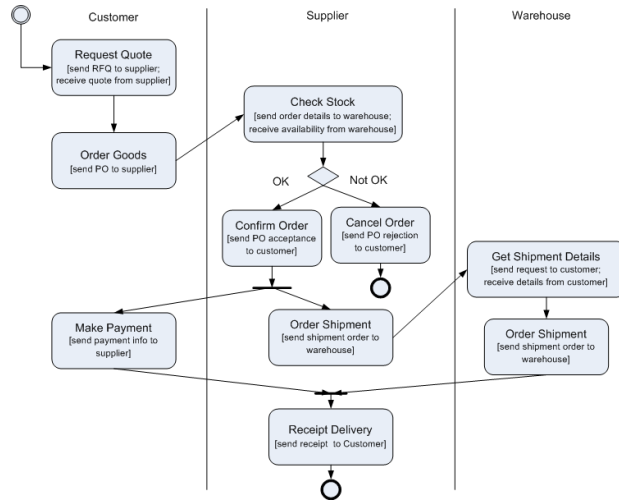 Customer
Supplier
Warehouse
Request Quote
[send RFQ to supplier;
receive quote from supplier]
Check Stock
[send order details to warehouse;
receive availability from warehouse]
Order Goods
[send PO to supplier]
OK
Not OK
Confirm Order
[send PO acceptance
to customer]
Cancel Order
[send PO rejection
to customer]
Get Shipment Details
[send request to customer;
receive details from customer]
Make Payment
[send payment info to
supplier]
Order Shipment
[send shipment order to
warehouse]
Order Shipment
[send shipment order to
warehouse]
Receipt Delivery
[send receipt to Customer]